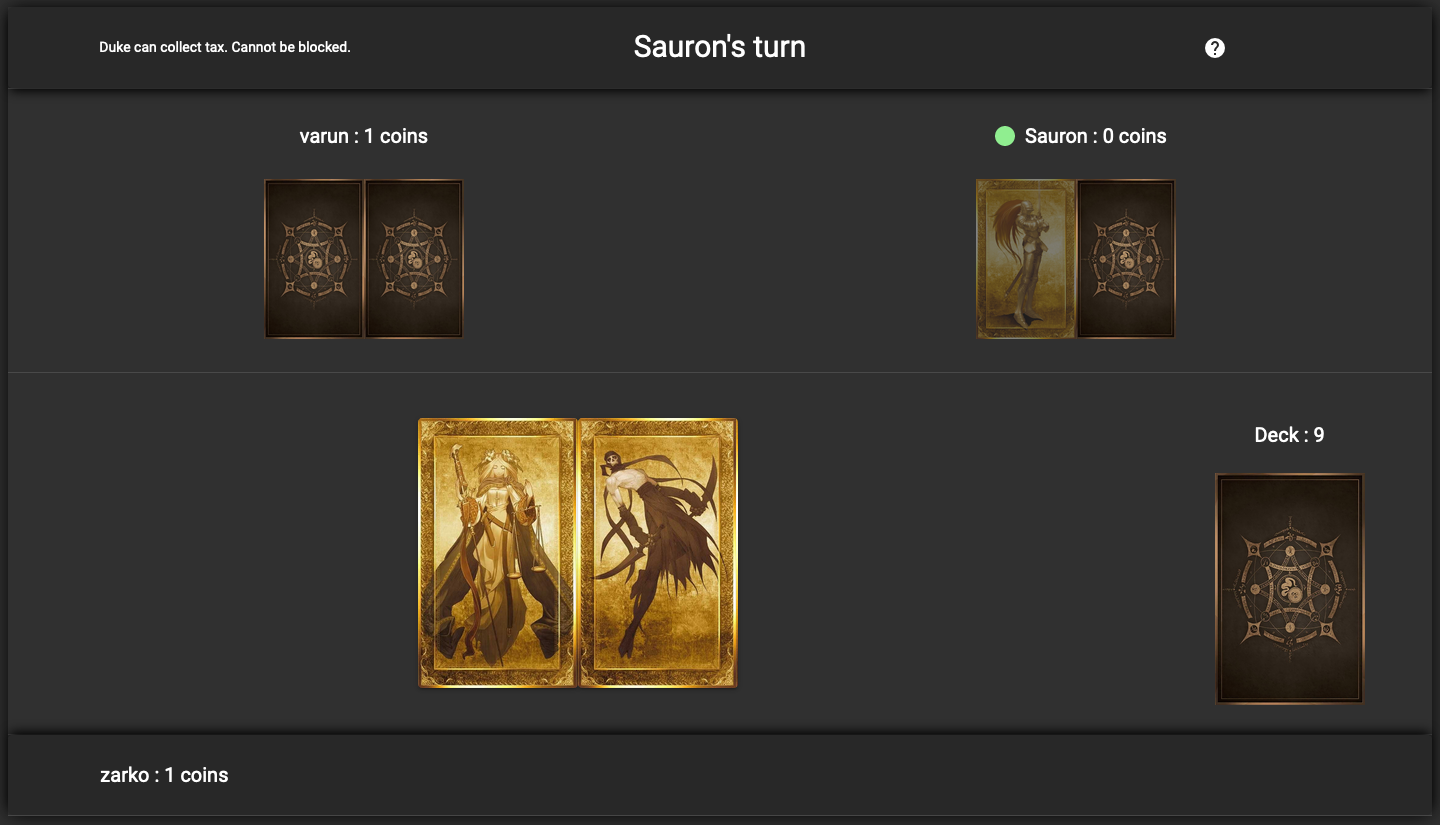 Duke can collect tax. Cannot be blocked.
Sauron's turn
varun : 1 coins
Sauron : 0 coins
Deck : 9
zarko : 1 coins